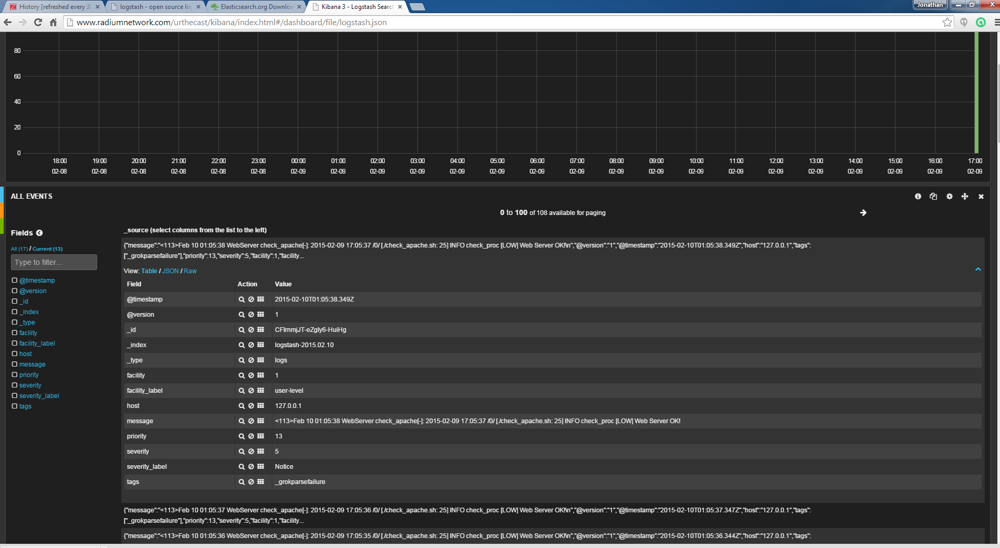 History [refreshed every 30
logstash - open source log
Elasticsearch.org Downloa
Kibana 3 - Logstash Search
Jonathan
www.radiumnetwork.com/urthecast/kibana/index.html#/dashboard/file/logstash.json
80
60
40
20
0
18:00 19:00 20:00 21:00 22:00 23:00 00:00 01:00 02:00 03:00 04:00 05:00 06:00 07:00 08:00 09:00 10:00 11:00 12:00 13:00 14:00 15:00 16:00 17:00
02-08 02-08 02-08 02-08 02-08 02-08 02-09 02-09 02-09 02-09 02-09 02-09 02-09 02-09 02-09 02-09 02-09 02-09 02-09 02-09 02-09 02-09 02-09 02-09
ALL EVENTS
0 to 100 of 108 available for paging
Fields
All (17) / Current (13)
Type to filter...
@timestamp
@version
_id
_index
_type
facility
facility_label
host
message
priority
severity
severity_label
tags
_source (select columns from the list to the left)
{"message":"<113>Feb 10 01:05:38 WebServer check_apache[-]: 2015-02-09 17:05:37 /0/ [./check_apache.sh: 25] INFO check_proc [LOW] Web Server OK!\n","@version":"1","@timestamp":"2015-02-10T01:05:38.349Z","host":"127.0.0.1","tags":
["_grokparsefailure"],"priority":13,"severity":5,"facility":1,"facility...
View: Table / JSON / Raw
Field Action Value
@timestamp 2015-02-10T01:05:38.349Z
@version 1
_id CFIrnmjJT-eZgIy6-HuiHg
_index logstash-2015.02.10
_type logs
facility 1
facility_label user-level
host 127.0.0.1
message <113>Feb 10 01:05:38 WebServer check_apache[-]: 2015-02-09 17:05:37 /0/ [./check_apache.sh: 25] INFO check_proc [LOW] Web Server OK!
priority 13
severity 5
severity_label Notice
tags _grokparsefailure
{"message":"<113>Feb 10 01:05:37 WebServer check_apache[-]: 2015-02-09 17:05:36 /0/ [./check_apache.sh: 25] INFO check_proc [LOW] Web Server OK!\n","@version":"1","@timestamp":"2015-02-10T01:05:37.347Z","host":"127.0.0.1","tags":
["_grokparsefailure"],"priority":13,"severity":5,"facility":1,"facility...
{"message":"<113>Feb 10 01:05:36 WebServer check_apache[-]: 2015-02-09 17:05:35 /0/ [./check_apache.sh: 25] INFO check_proc [LOW] Web Server OK!\n","@version":"1","@timestamp":"2015-02-10T01:05:36.344Z","host":"127.0.0.1","tags":